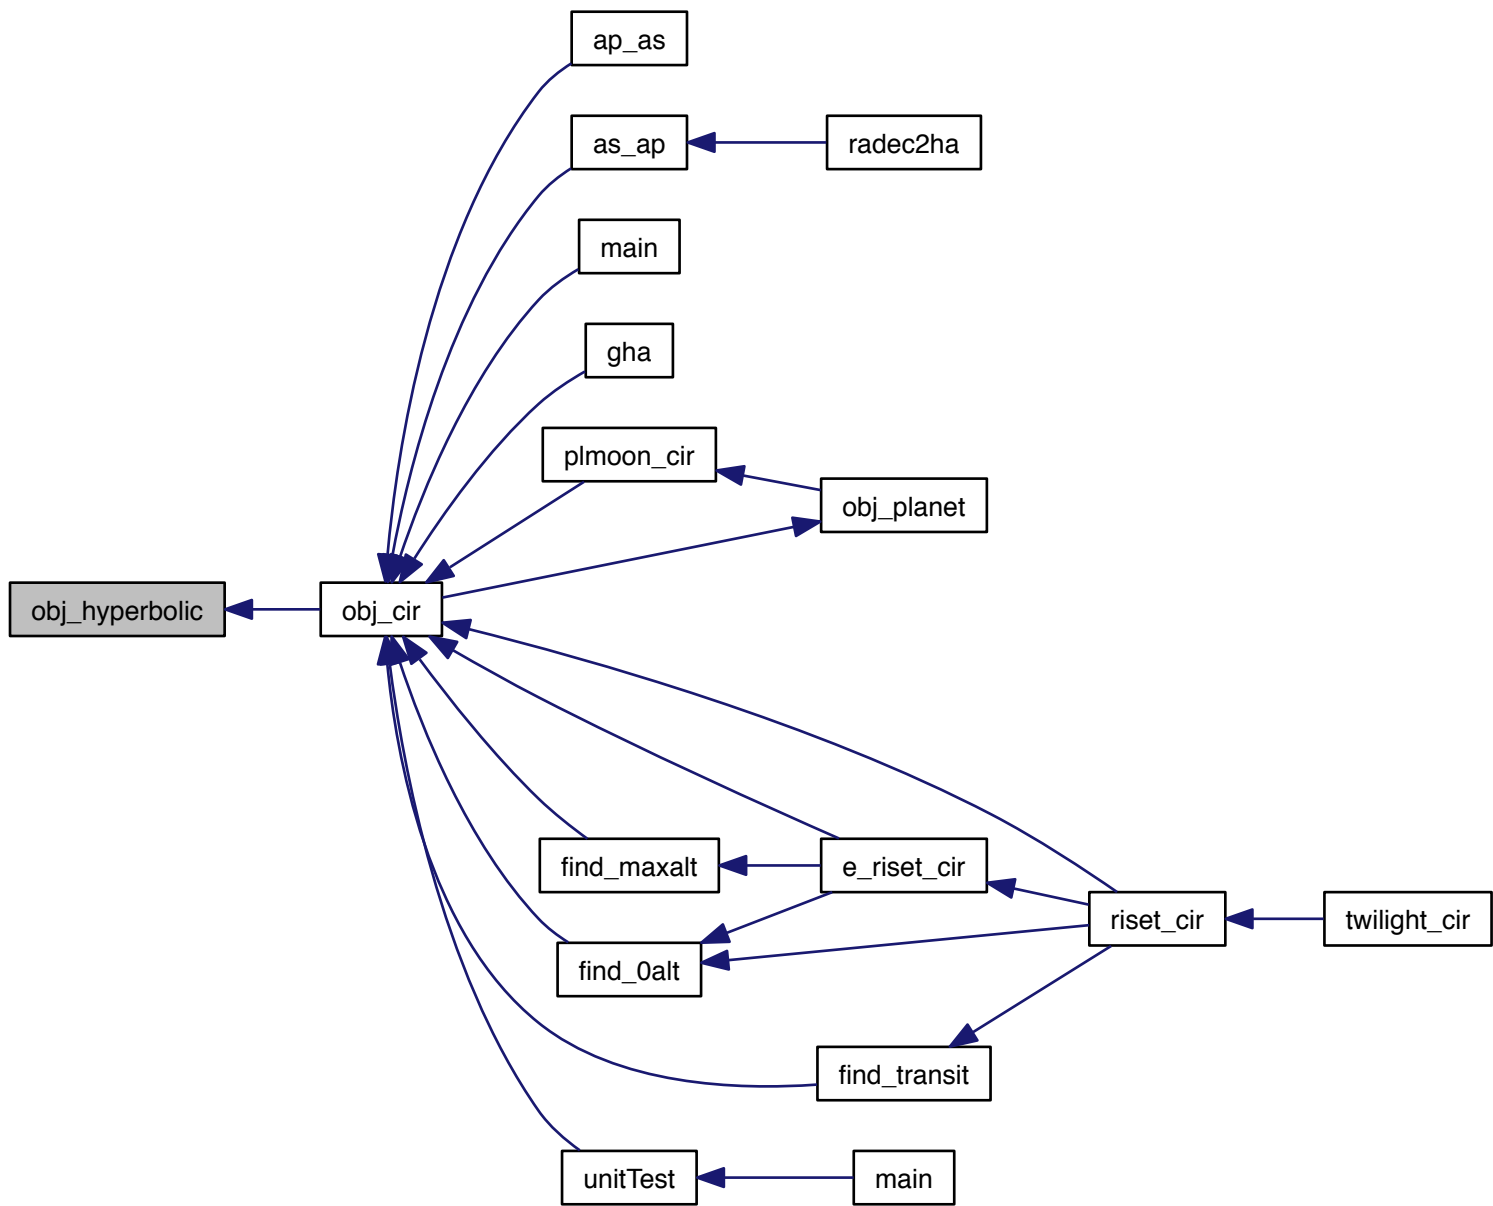 ap_as
as_ap
radec2ha
main
gha
plmoon_cir
obj_planet
obj_hyperbolic
obj_cir
find_maxalt
e_riset_cir
riset_cir
twilight_cir
find_0alt
find_transit
unitTest
main